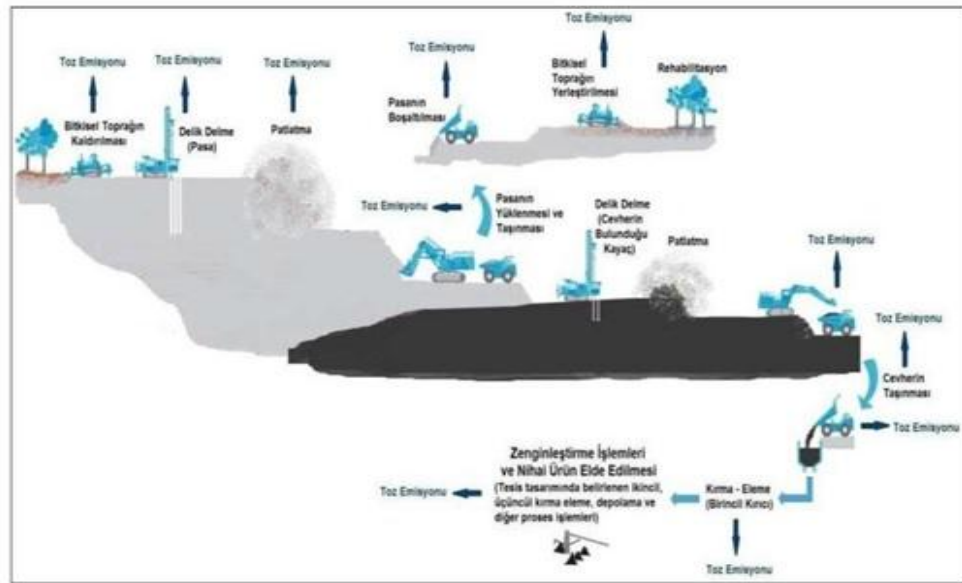 Toz Emisyonu
Toz Emisyonu
Toz Emisyonu
Toz Emisyonu
Toz Emisyonu
Bitkisel Toprağın
Kaldırılması
Delik Delme
(Pasa)
Patlatma
Pasanın
Boşaltılması
Bitkisel
Toprağın
Yerleştirilmesi
Rehabilitasyon
Toz Emisyonu
Pasanın
Yüklenmesi ve
Taşınması
Delik Delme
(Cevherin
Bulunduğu
Kayaç)
Patlatma
Toz Emisyonu
Toz Emisyonu
Cevherin
Taşınması
Toz Emisyonu
Zenginleştirme İşlemleri
ve Nihai Ürün Elde Edilmesi
(Tesis tasarımında belirlenen ikincil,
üçüncül kırma eleme, depolama ve
diğer proses işlemleri)
Toz Emisyonu
Kırma - Eleme
(Birincil Kırıcı)
Toz Emisyonu